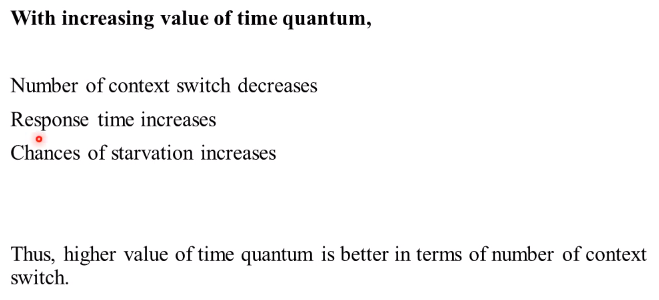 With increasing value of time quantum,
Number of context switch decreases
Response time increases
Chances of starvation increases
Thus, higher value of time quantum is better in terms of number of context
switch.